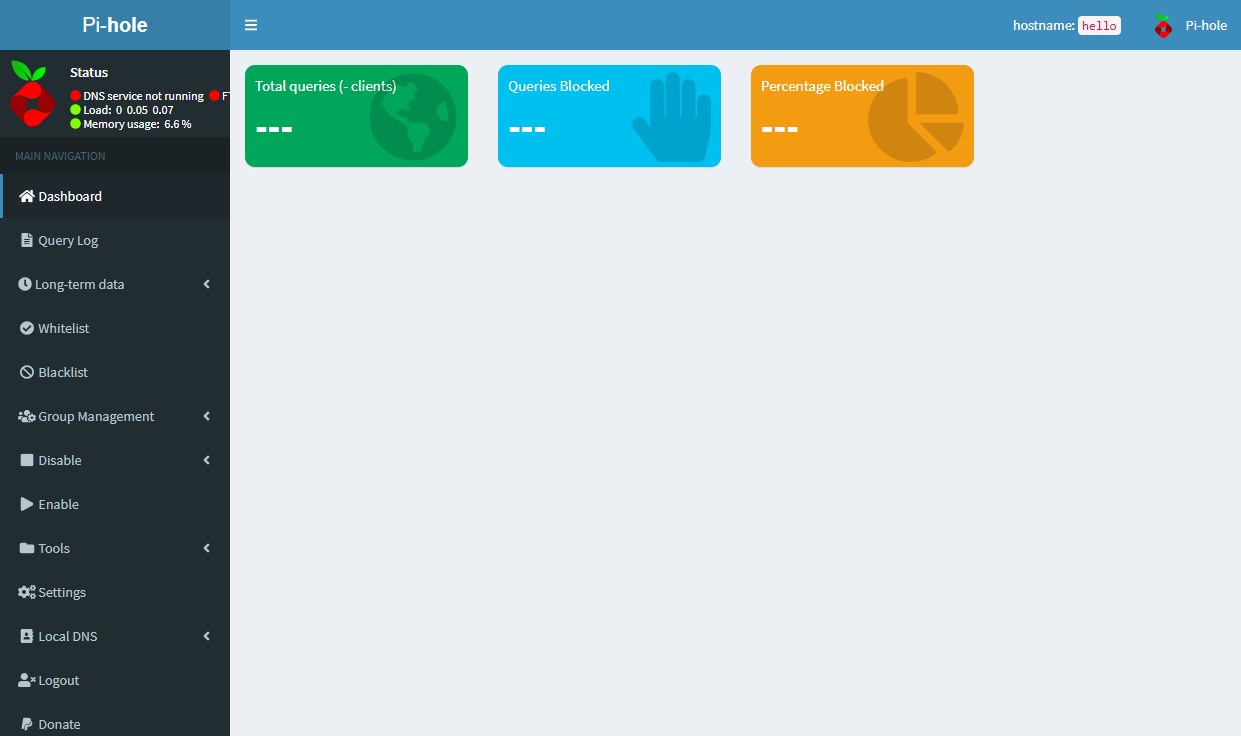 Pi-hole
hostname: hello
Pi-hole
Status
DNS service not running
Load: 0 0.05 0.07
Memory usage: 6.6 %
Total queries (- clients)
---
Queries Blocked
---
Percentage Blocked
---
MAIN NAVIGATION
Dashboard
Query Log
Long-term data
Whitelist
Blacklist
Group Management
Disable
Enable
Tools
Settings
Local DNS
Logout
Donate